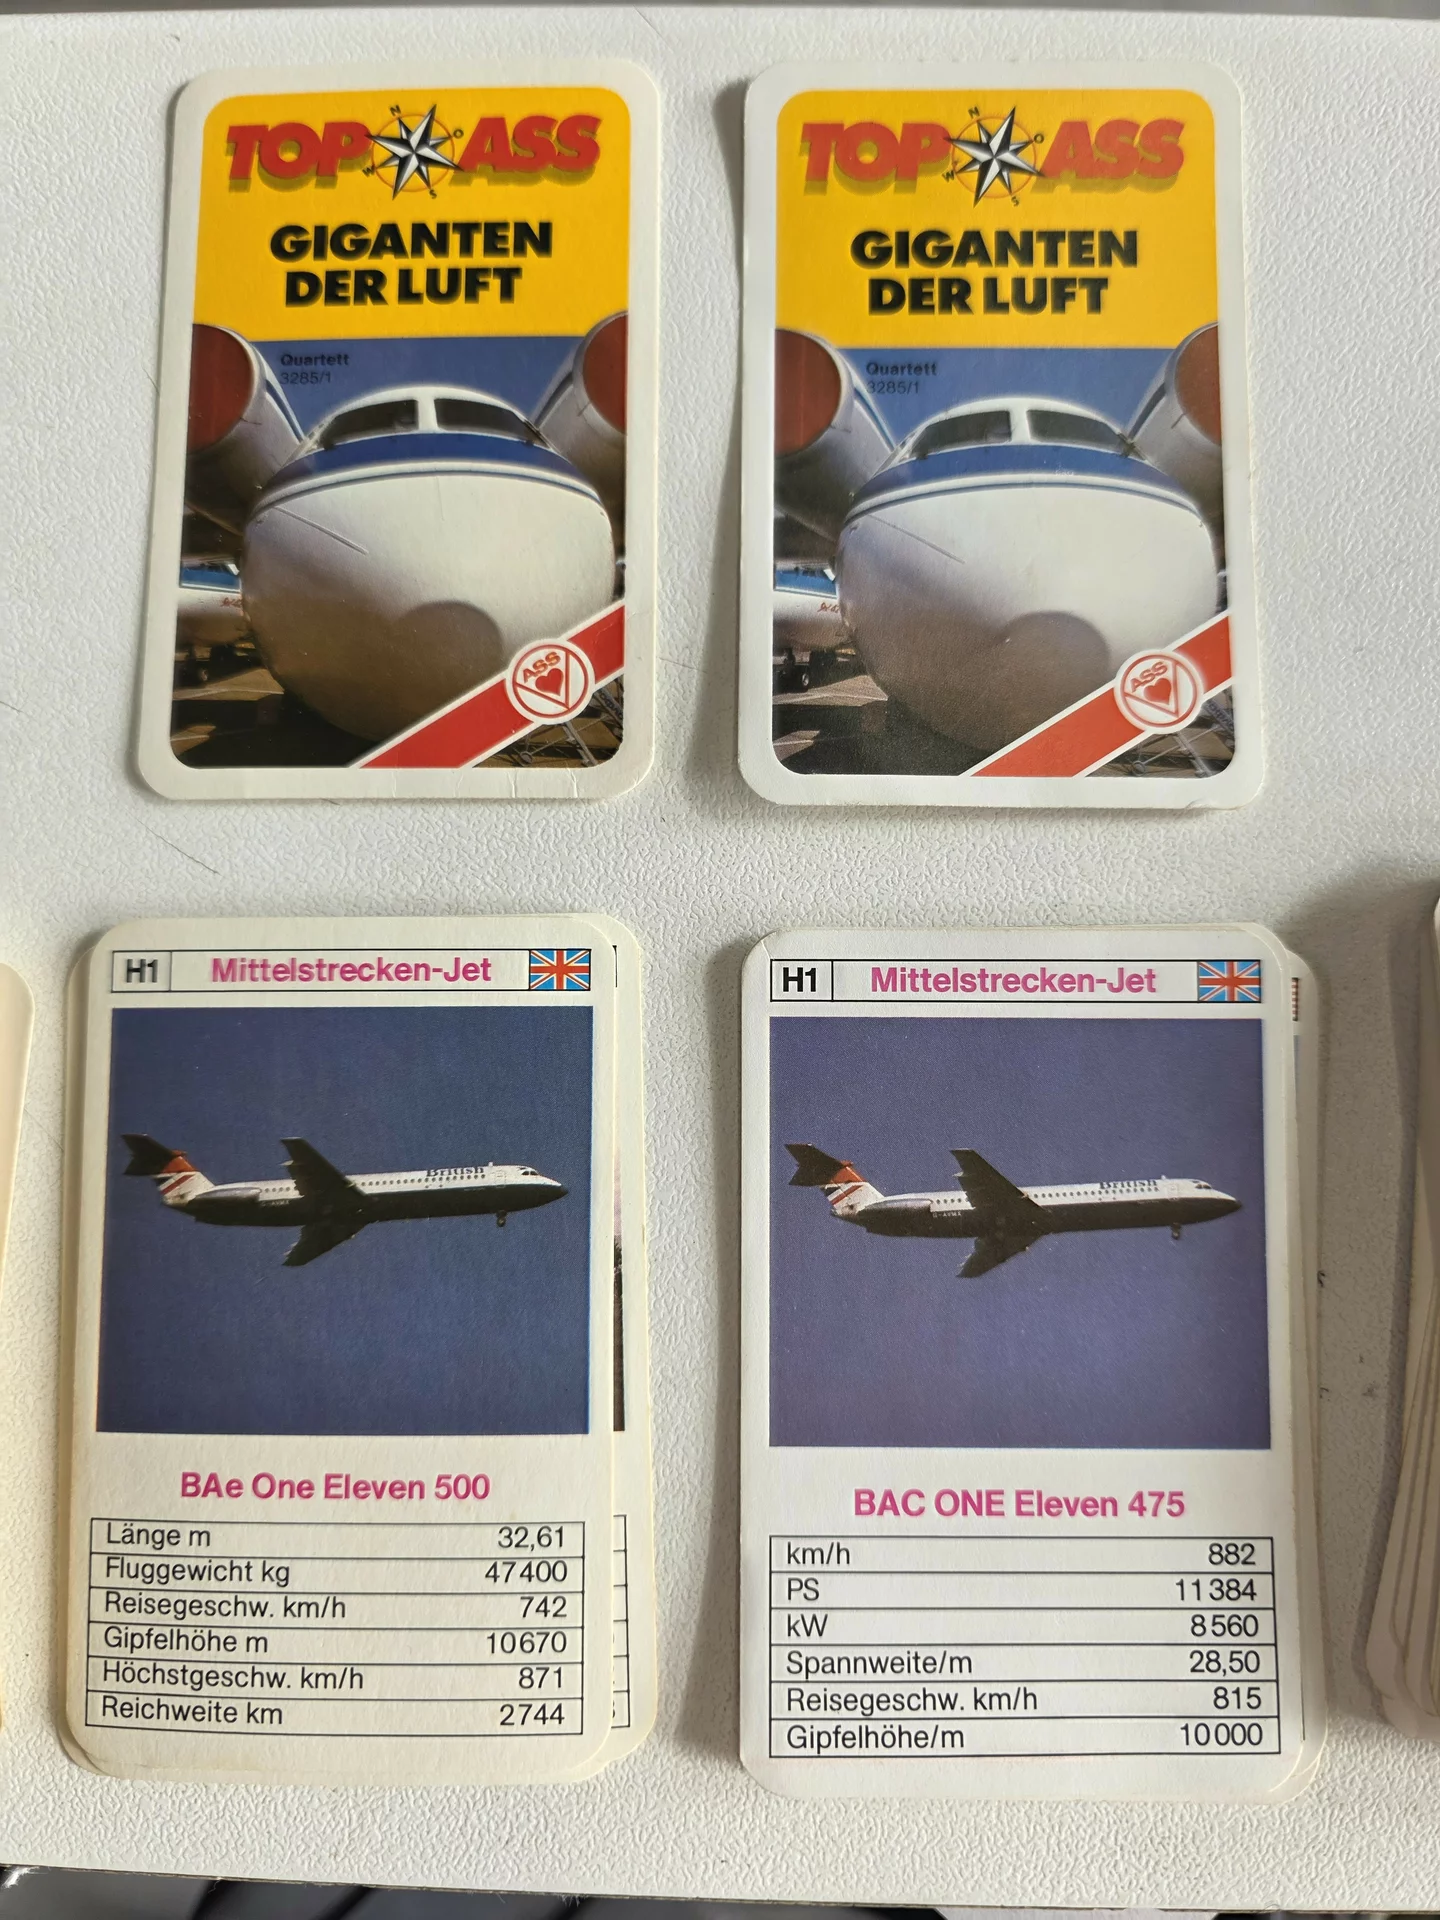 TOP ASS
N
O
W
S
GIGANTEN
DER LUFT
Quartett
3285/1
ASS
TOP ASS
N
O
W
S
GIGANTEN
DER LUFT
Quartett
3285/1
ASS
H1 Mittelstrecken-Jet
British
BAe One Eleven 500
Länge m 32,61
Fluggewicht kg 47400
Reisegeschw. km/h 742
Gipfelhöhe m 10670
Höchstgeschw. km/h 871
Reichweite km 2744
H1 Mittelstrecken-Jet
British
BAC ONE Eleven 475
km/h 882
PS 11384
kW 8560
Spannweite/m 28,50
Reisegeschw. km/h 815
Gipfelhöhe/m 10000